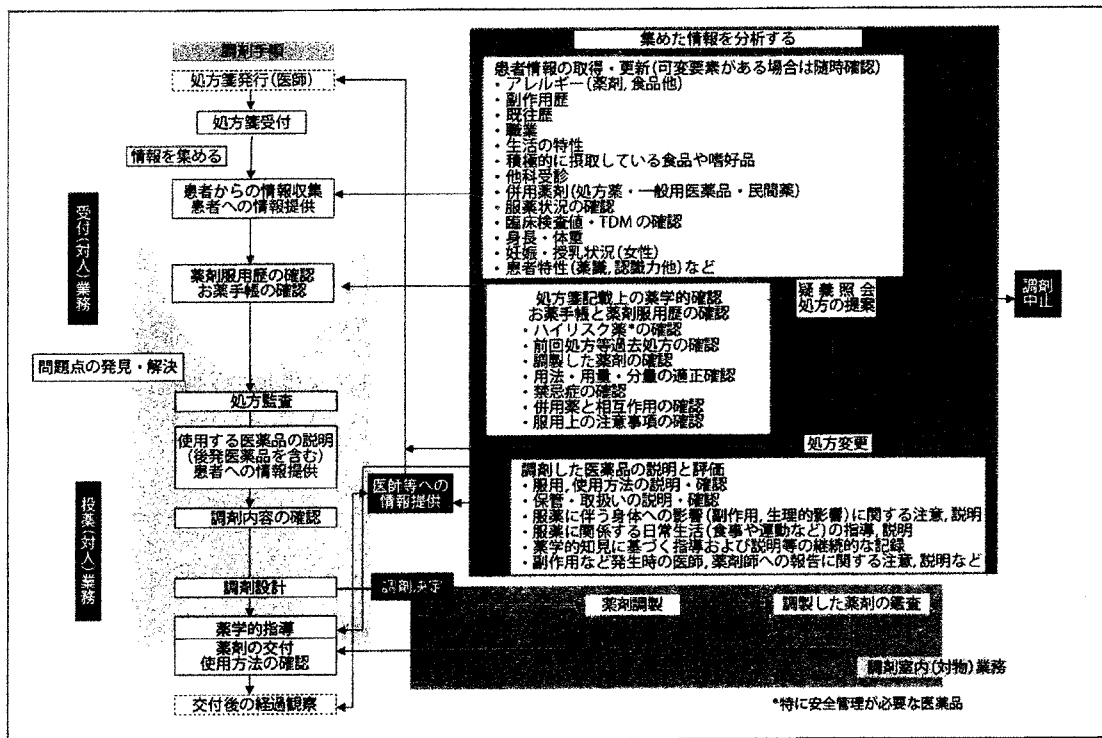 調剤手順
処方箋発行(医師)
処方箋受付
情報を集める
患者からの情報収集
患者への情報提供
受付(対人)業務
薬剤服用歴の確認
お薬手帳の確認
問題点の発見・解決
処方監査
使用する医薬品の説明
(後発医薬品を含む)
患者への情報提供
投薬(対人)業務
調剤内容の確認
調剤設計
薬学的指導
薬剤の交付
使用方法の確認
交付後の経過観察
医師等への
情報提供
調剤決定
集めた情報を分析する
患者情報の取得・更新(可変要素がある場合は随時確認)
・アレルギー(薬剤,食品他)
・副作用歴
・既往歴
・職業
・生活の特性
・積極的に摂取している食品や嗜好品
・他科受診
・併用薬剤(処方薬・一般用医薬品・民間薬)
・服薬状況の確認
・臨床検査値・TDMの確認
・身長・体重
・妊娠・授乳状況(女性)
・患者特性(薬識,認識力他)など
処方箋記載上の薬学的確認
お薬手帳と薬剤服用歴の確認
・ハイリスク薬*の確認
・前回処方等過去処方の確認
・調製した薬剤の確認
・用法・用量・分量の適正確認
・禁忌症の確認
・併用薬と相互作用の確認
・服用上の注意事項の確認
疑義照会
処方の提案
調剤
中止
処方変更
調剤した医薬品の説明と評価
・服用,使用方法の説明・確認
・保管・取扱いの説明・確認
・服薬に伴う身体への影響(副作用,生理的影響)に関する注意,説明
・服薬に関係する日常生活(食事や運動など)の指導,説明
・薬学的知見に基づく指導および説明等の継続的な記録
・副作用など発生時の医師,薬剤師への報告に関する注意,説明など
薬剤調製
調製した薬剤の鑑査
調剤室内(対物)業務
*特に安全管理が必要な医薬品